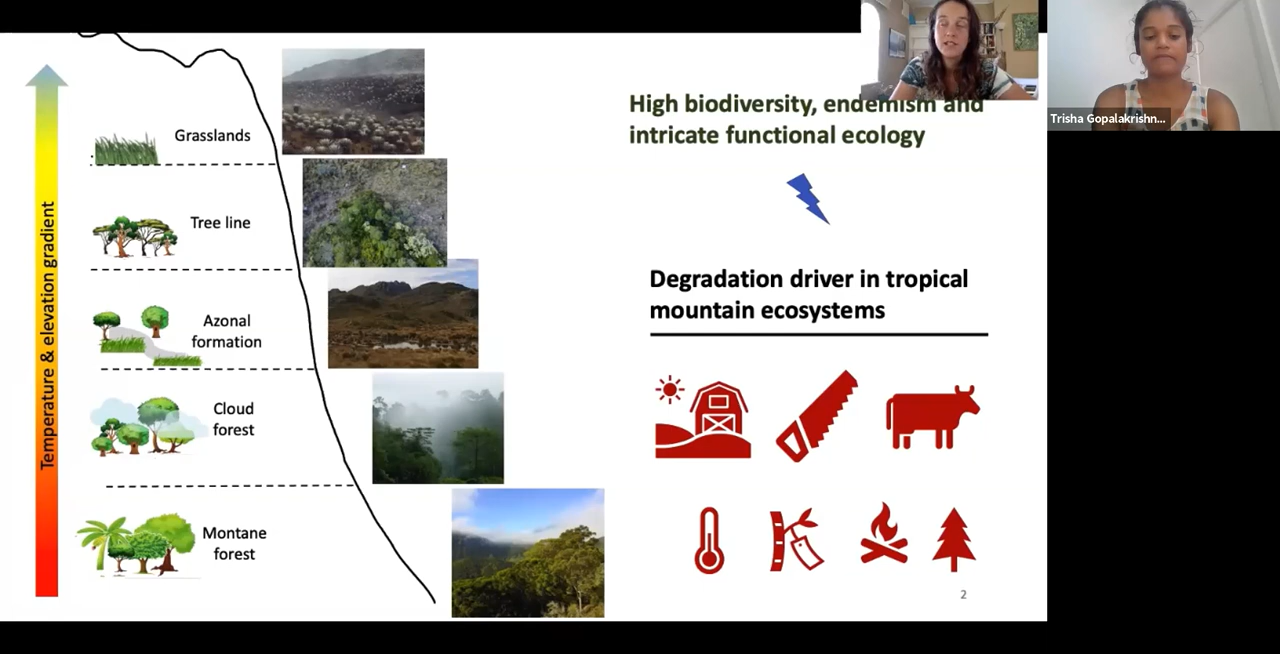 Temperature & elevation gradient
Grasslands
Tree line
Azonal
formation
Cloud
forest
Montane
forest
High biodiversity, endemism and
intricate functional ecology
Degradation driver in tropical
mountain ecosystems
2
Trisha Gopalakrishn...